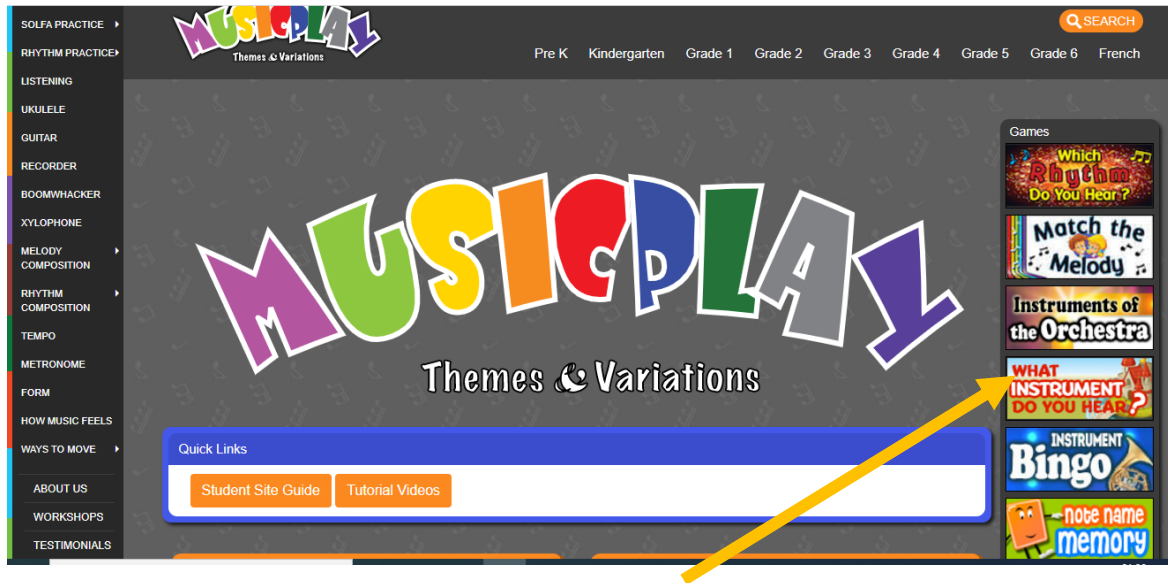 SOLFA PRACTICE
RHYTHM PRACTICE
LISTENING
UKULELE
GUITAR
RECORDER
BOOMWHACKER
XYLOPHONE
MELODY
COMPOSITION
RHYTHM
COMPOSITION
TEMPO
METRONOME
FORM
HOW MUSIC FEELS
WAYS TO MOVE
ABOUT US
WORKSHOPS
TESTIMONIALS
MUSICPLAY
Themes & Variations
SEARCH
Pre K Kindergarten Grade 1 Grade 2 Grade 3 Grade 4 Grade 5 Grade 6 French
MUSICPLAY
Themes & Variations
Quick Links
Student Site Guide Tutorial Videos
Games
Which
Rhythm
Do You Hear?
Match the
Melody
Instruments of
the Orchestra
WHAT
INSTRUMENT
DO YOU HEAR?
INSTRUMENT
Bingo
note name
memory